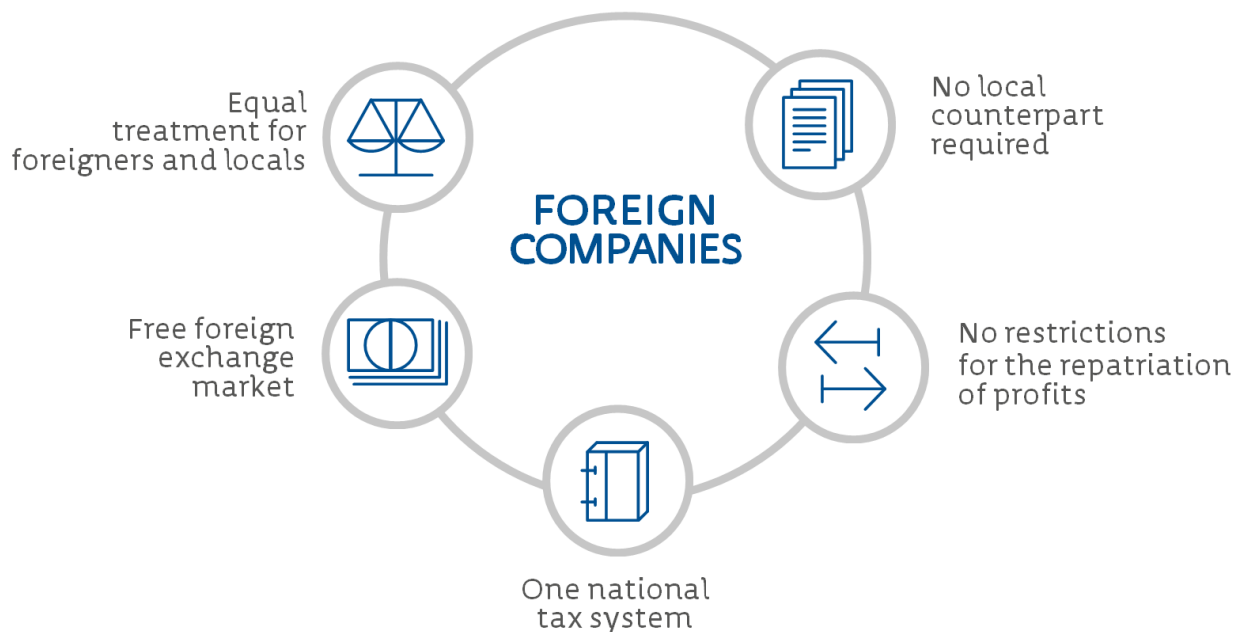 FOREIGN
COMPANIES
Equal
treatment for
foreigners and locals
No local
counterpart
required
Free foreign
exchange
market
No restrictions
for the repatriation
of profits
One national
tax system